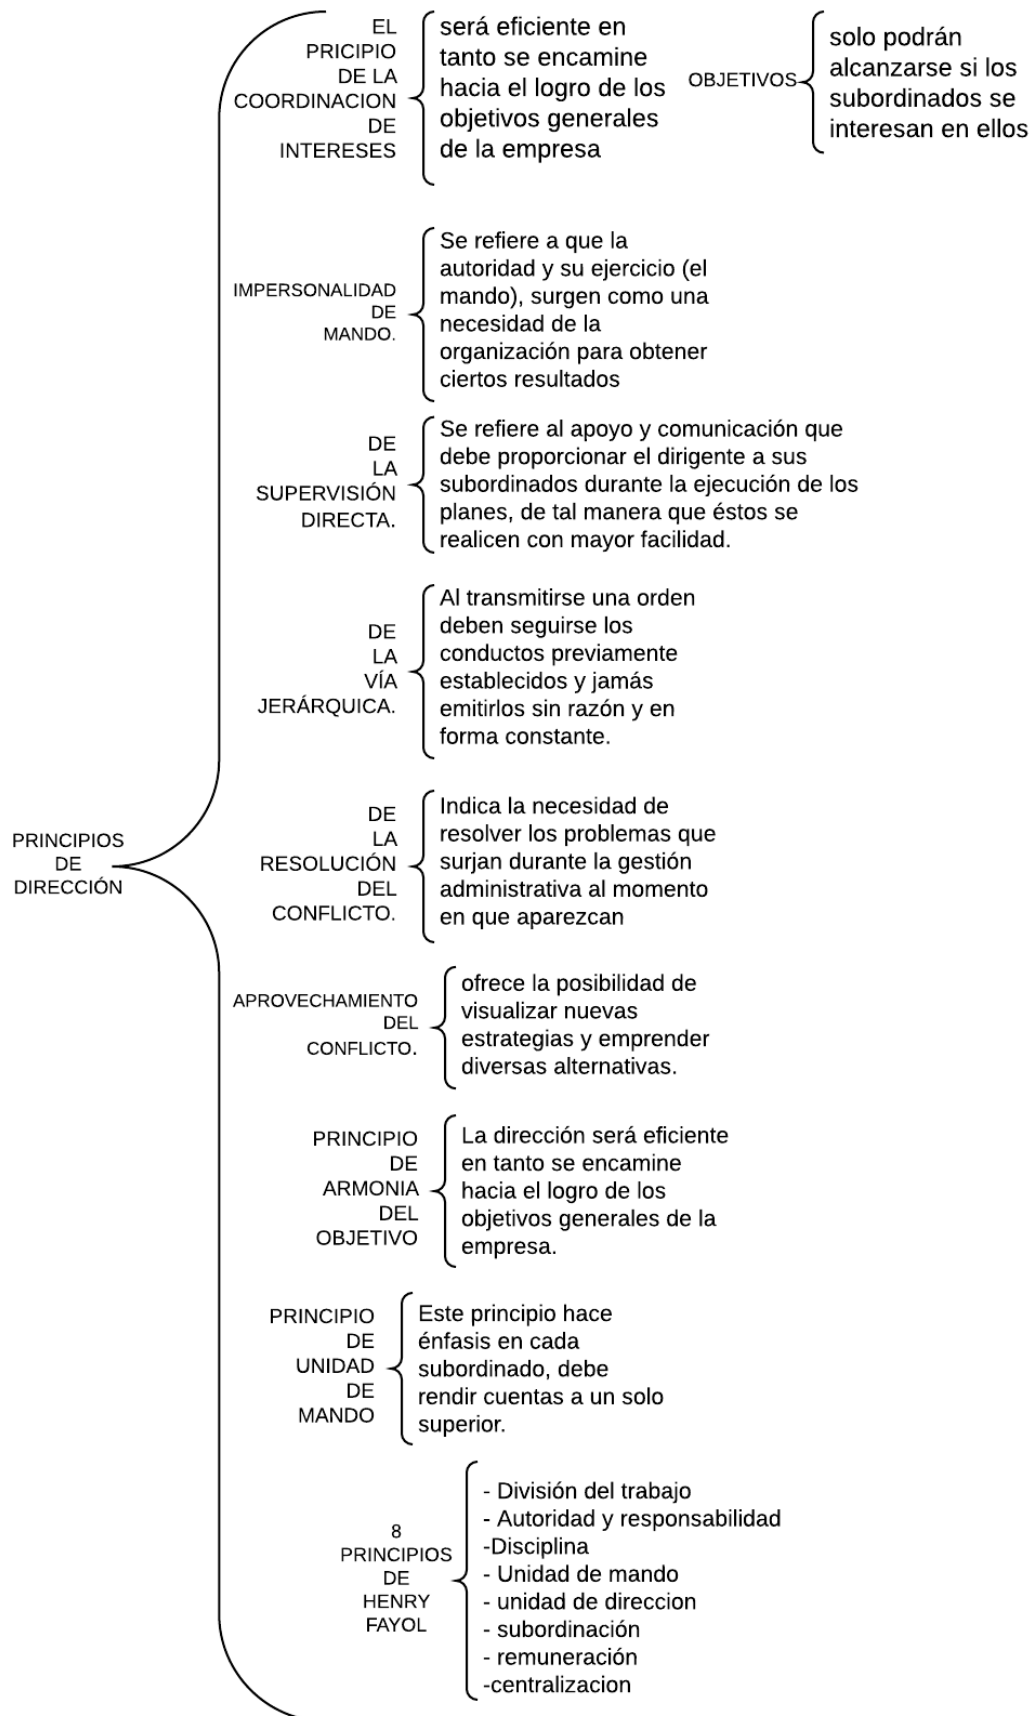 PRINCIPIOS
DE
DIRECCIÓN
EL
PRICIPIO
DE LA
COORDINACION
DE
INTERESES
será eficiente en
tanto se encamine
hacia el logro de los
objetivos generales
de la empresa
OBJETIVOS
solo podrán
alcanzarse si los
subordinados se
interesan en ellos
IMPERSONALIDAD
DE
MANDO.
Se refiere a que la
autoridad y su ejercicio (el
mando), surgen como una
necesidad de la
organización para obtener
ciertos resultados
DE
LA
SUPERVISIÓN
DIRECTA.
Se refiere al apoyo y comunicación que
debe proporcionar el dirigente a sus
subordinados durante la ejecución de los
planes, de tal manera que éstos se
realicen con mayor facilidad.
DE
LA
VÍA
JERÁRQUICA.
Al transmitirse una orden
deben seguirse los
conductos previamente
establecidos y jamás
emitirlos sin razón y en
forma constante.
DE
LA
RESOLUCIÓN
DEL
CONFLICTO.
Indica la necesidad de
resolver los problemas que
surjan durante la gestión
administrativa al momento
en que aparezcan
APROVECHAMIENTO
DEL
CONFLICTO.
ofrece la posibilidad de
visualizar nuevas
estrategias y emprender
diversas alternativas.
PRINCIPIO
DE
ARMONIA
DEL
OBJETIVO
La dirección será eficiente
en tanto se encamine
hacia el logro de los
objetivos generales de la
empresa.
PRINCIPIO
DE
UNIDAD
DE
MANDO
Este principio hace
énfasis en cada
subordinado, debe
rendir cuentas a un solo
superior.
8
PRINCIPIOS
DE
HENRY
FAYOL
- División del trabajo
- Autoridad y responsabilidad
-Disciplina
- Unidad de mando
- unidad de direccion
- subordinación
- remuneración
-centralizacion